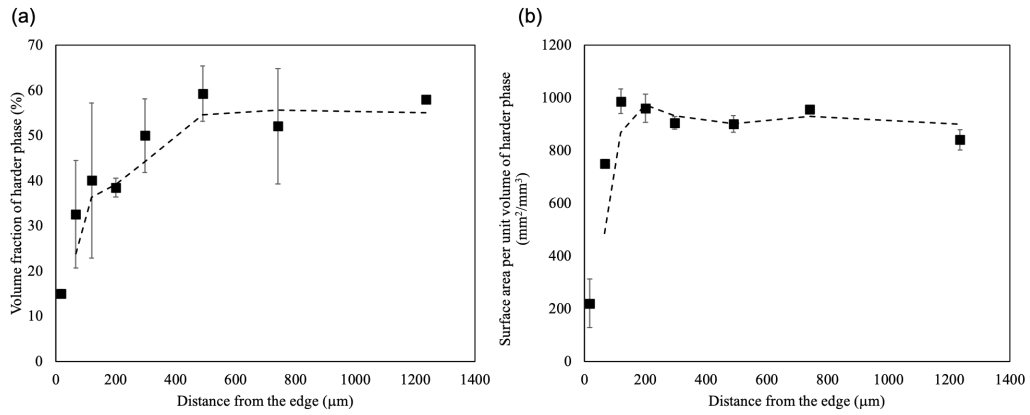 (a)
Volume fraction of harder phase (%)
70
60
50
40
30
20
10
0
0 200 400 600 800 1000 1200 1400
Distance from the edge (μm)
(b)
Surface area per unit volume of harder phase
(mm²/mm³)
1200
1000
800
600
400
200
0
0 200 400 600 800 1000 1200 1400
Distance from the edge (μm)